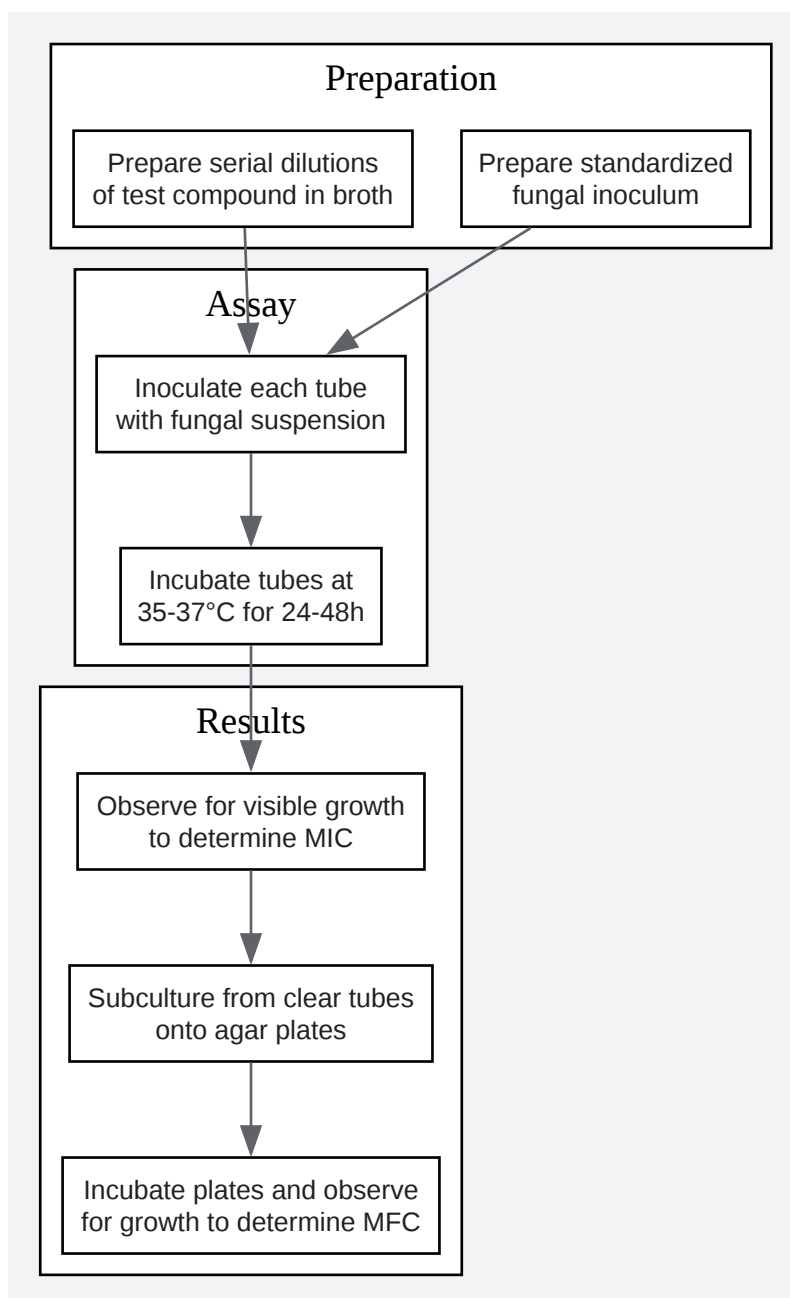 Preparation
Prepare serial dilutions
of test compound in broth
Prepare standardized
fungal inoculum
Assay
Inoculate each tube
with fungal suspension
Incubate tubes at
35-37°C for 24-48h
Results
Observe for visible growth
to determine MIC
Subculture from clear tubes
onto agar plates
Incubate plates and observe
for growth to determine MFC